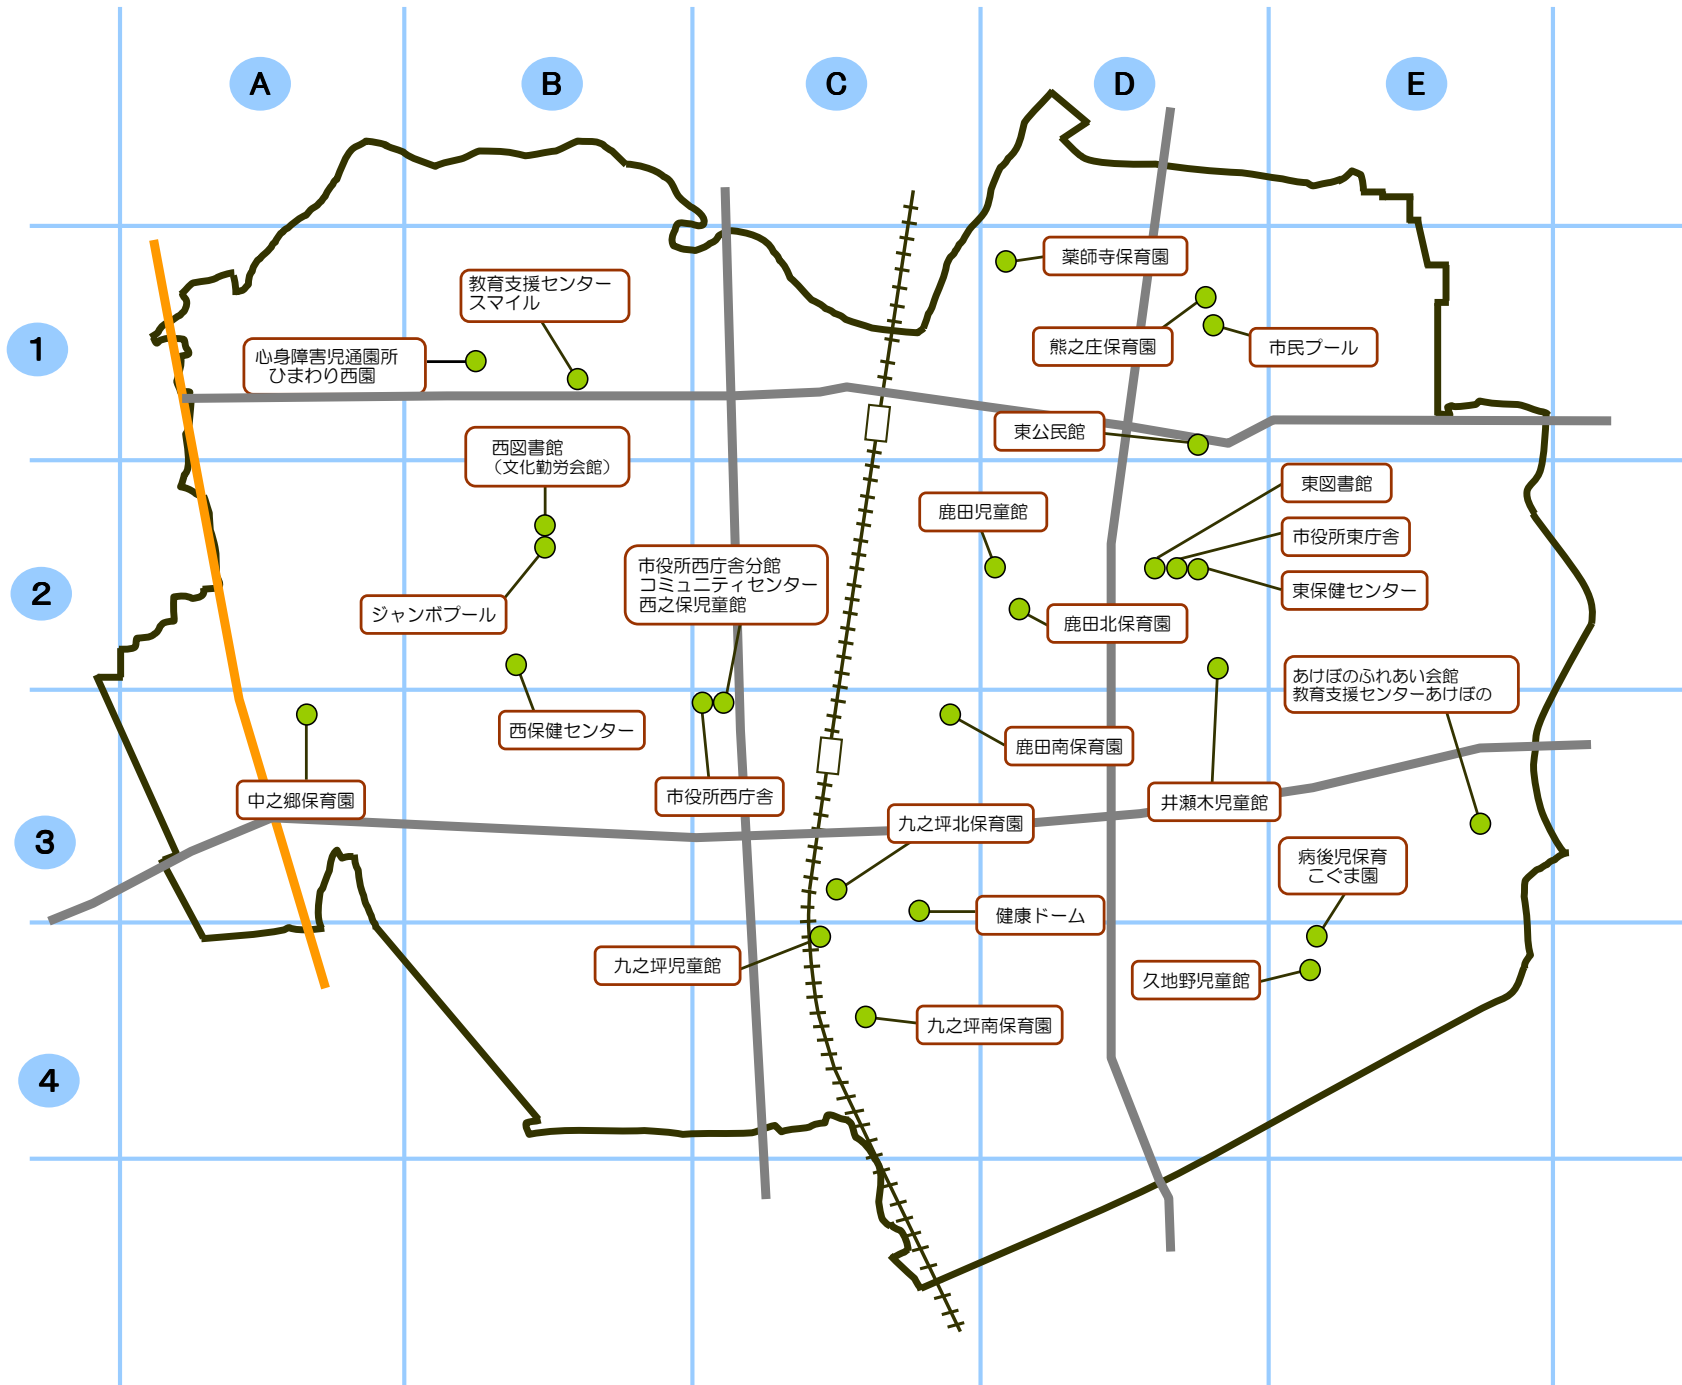 A
B
C
D
E
1
2
3
4
薬師寺保育園
教育支援センター
スマイル
熊之庄保育園
市民プール
心身障害児通園所
ひまわり西園
東公民館
西図書館
（文化勤労会館）
東図書館
鹿田児童館
市役所東庁舎
市役所西庁舎分館
コミュニティセンター
西之保児童館
東保健センター
ジャンボプール
鹿田北保育園
あけぼのふれあい会館
教育支援センターあけぼの
西保健センター
鹿田南保育園
中之郷保育園
市役所西庁舎
井瀬木児童館
九之坪北保育園
病後児保育
こぐま園
健康ドーム
九之坪児童館
久地野児童館
九之坪南保育園